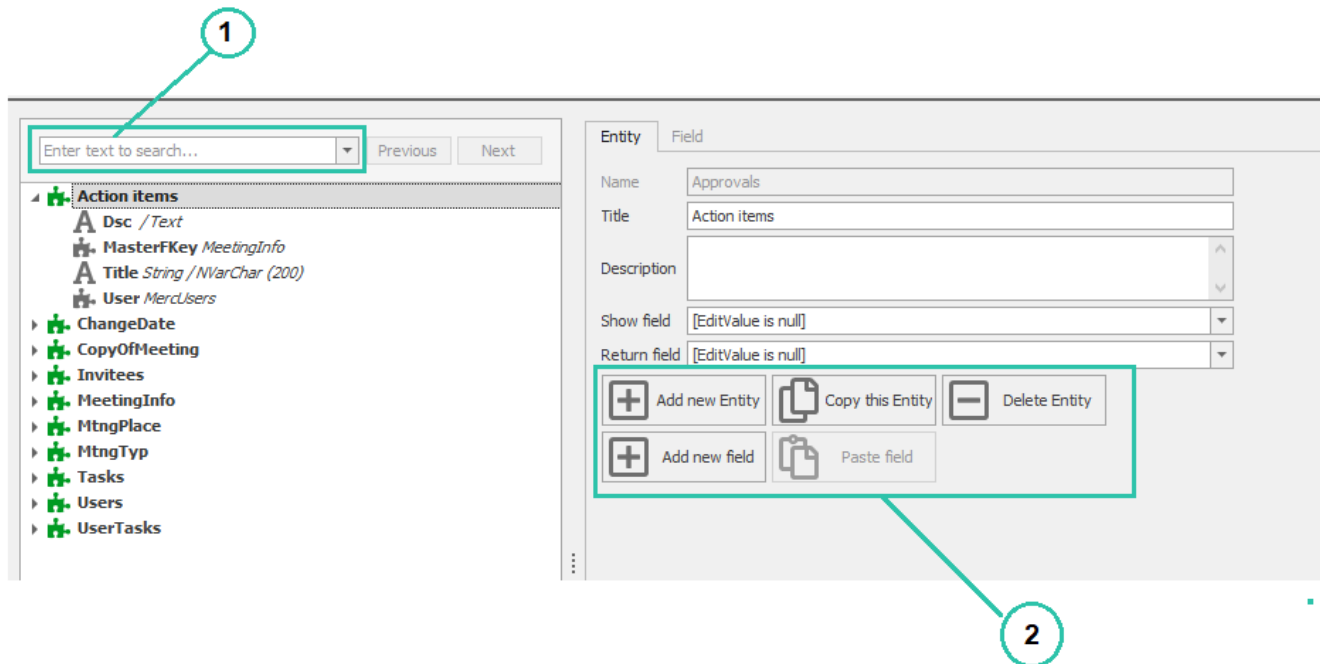 1
Enter text to search...
Previous
Next
Action items
Dsc /Text
MasterFKey MeetingInfo
Title String / NVarChar (200)
User MercUsers
ChangeDate
CopyOfMeeting
Invitees
MeetingInfo
MtngPlace
MtngTyp
Tasks
Users
UserTasks
Entity Field
Name Approvals
Title Action items
Description
Show field [EditValue is null]
Return field [EditValue is null]
Add new Entity Copy this Entity Delete Entity
Add new field Paste field
2